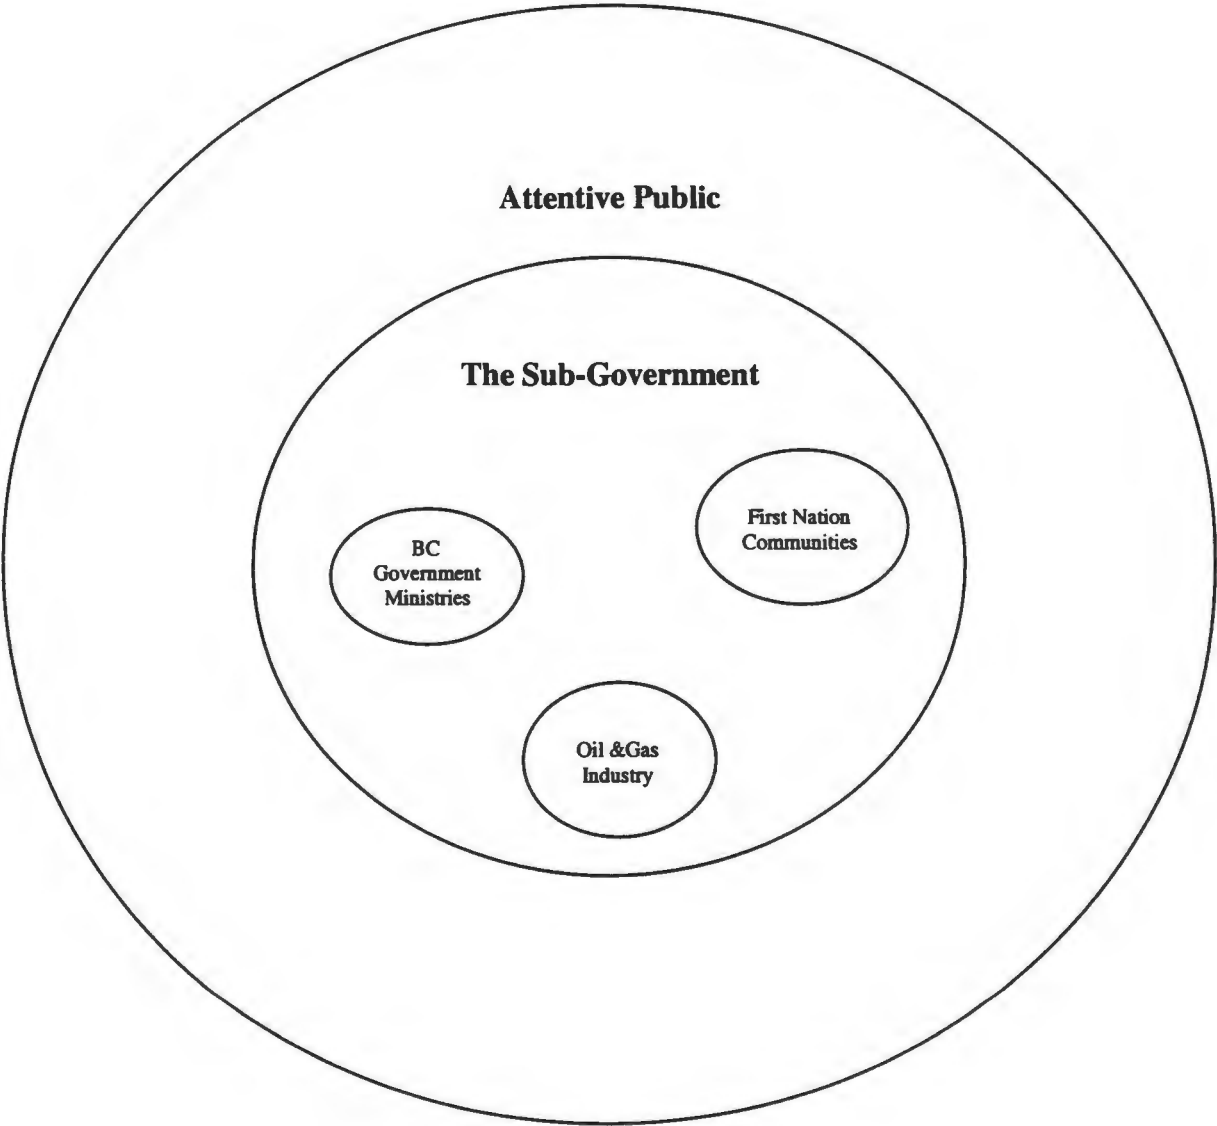 Attentive Public
The Sub-Government
First Nation
Communities
BC
Government
Ministries
Oil &Gas
Industry